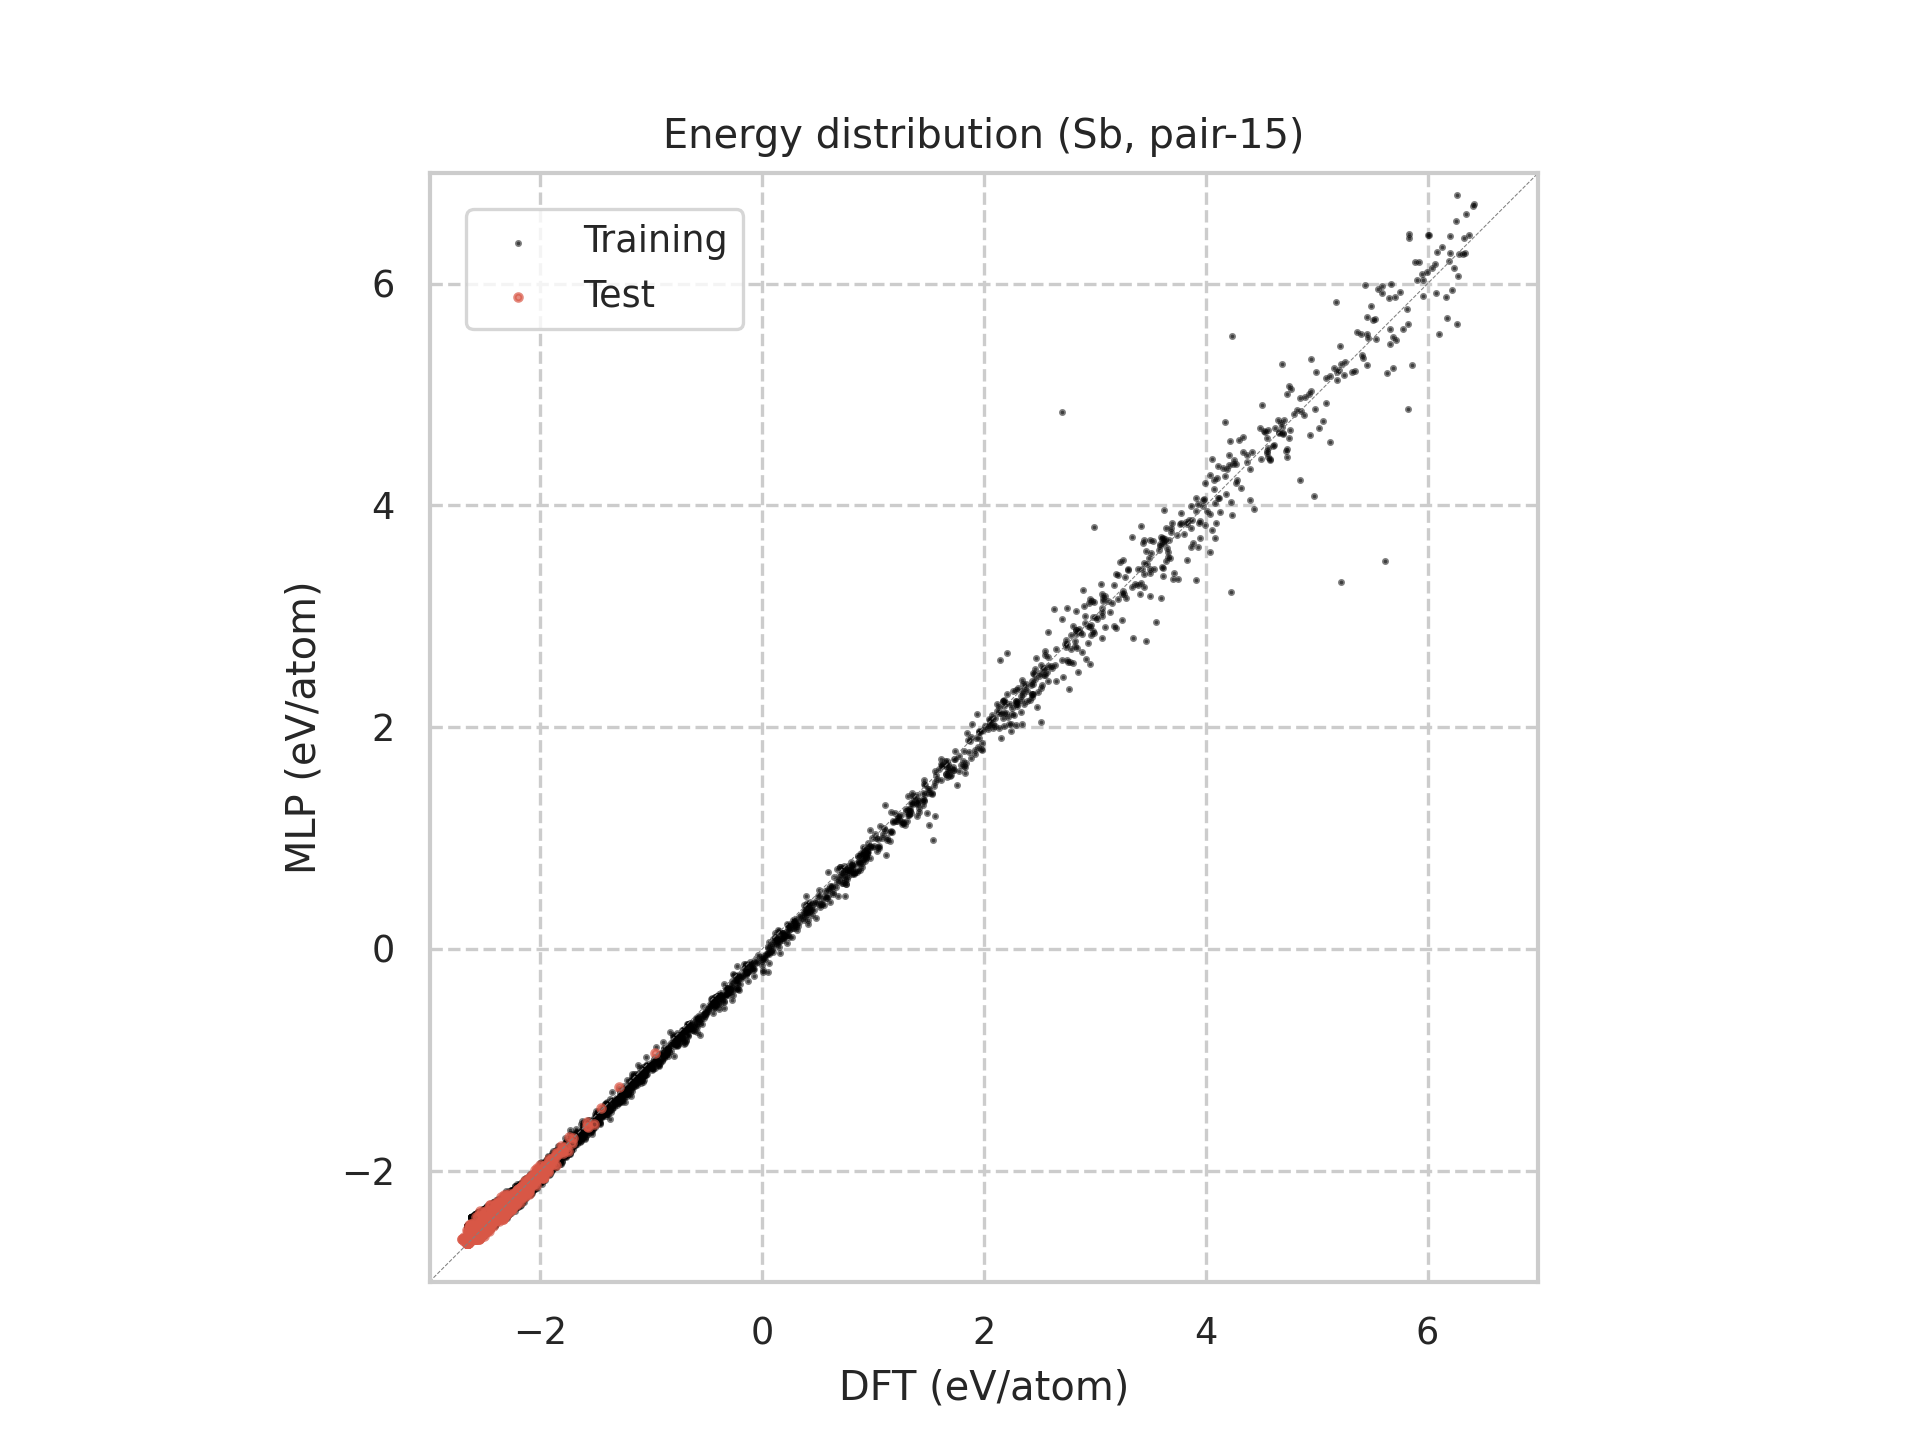 Energy distribution (Sb, pair-15)
Training
Test
6
4
2
0
−2
MLP (eV/atom)
−2 0 2 4 6
DFT (eV/atom)